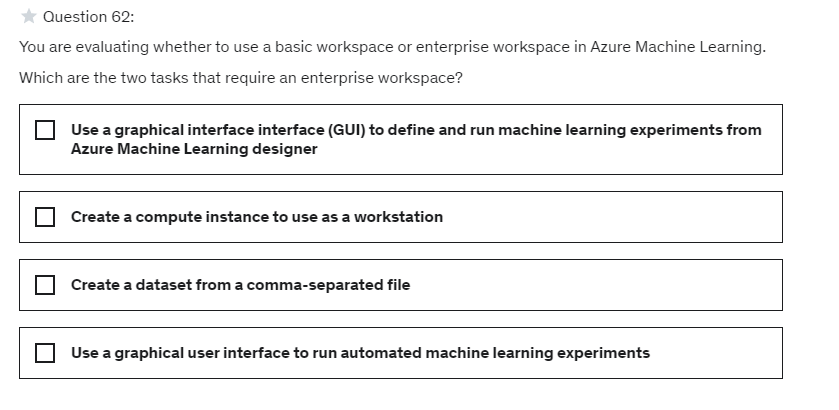 Question 62:
You are evaluating whether to use a basic workspace or enterprise workspace in Azure Machine Learning.
Which are the two tasks that require an enterprise workspace?
Use a graphical interface interface (GUI) to define and run machine learning experiments from
Azure Machine Learning designer
Create a compute instance to use as a workstation
Create a dataset from a comma-separated file
Use a graphical user interface to run automated machine learning experiments